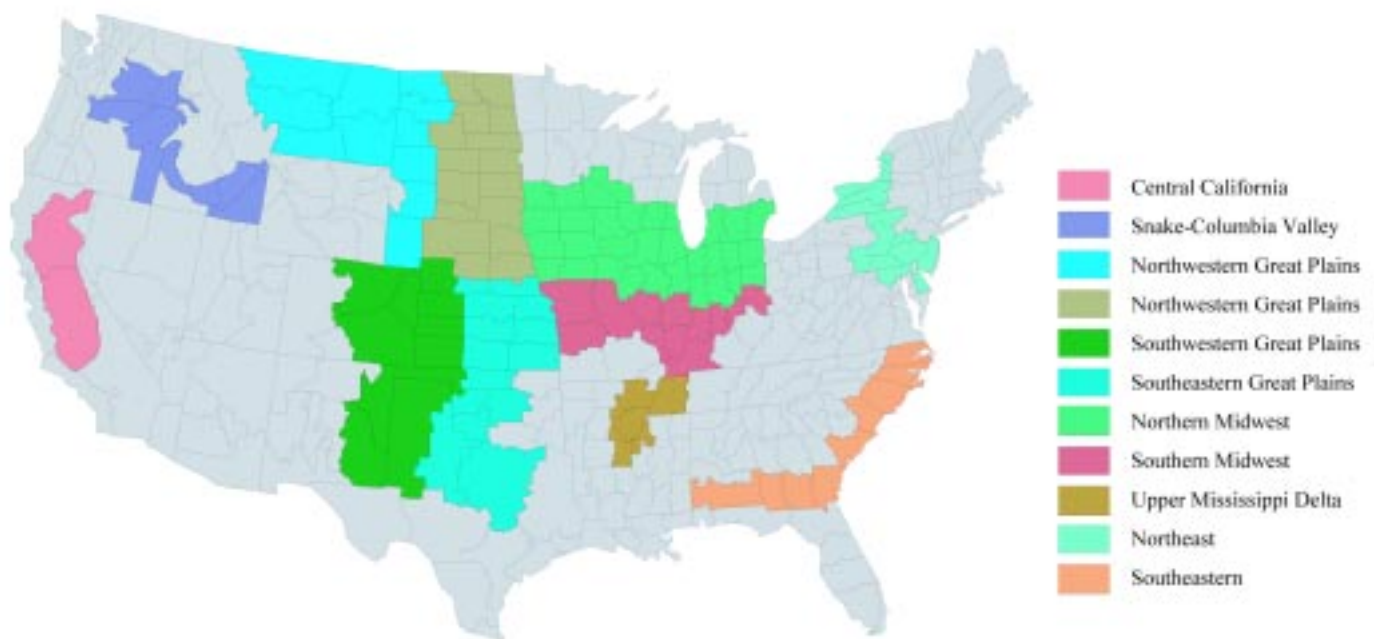 Central California
Snake-Columbia Valley
Northwestern Great Plains
Northwestern Great Plains
Southwestern Great Plains
Southeastern Great Plains
Northern Midwest
Southern Midwest
Upper Mississippi Delta
Northeast
Southeastern